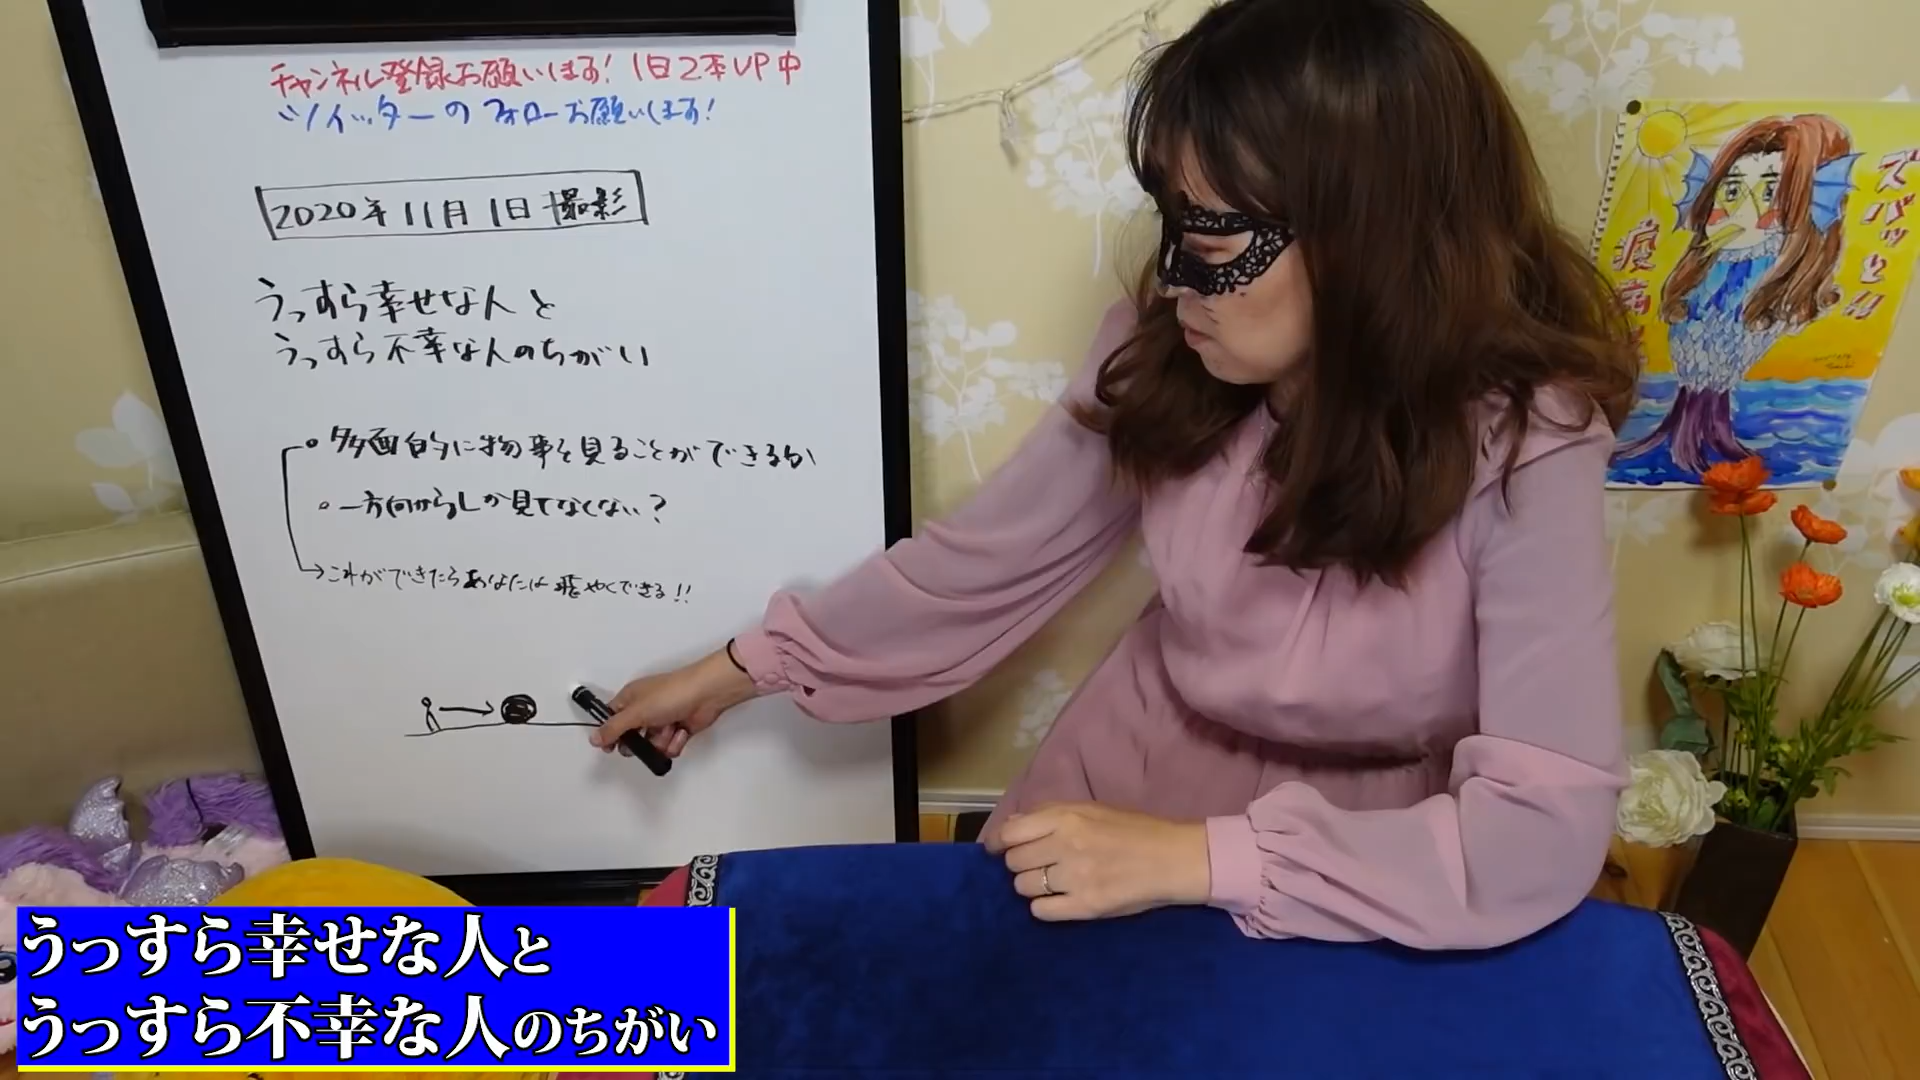 チャンネル登録お願いします! 1日2本UP中
ツイッターのフォローお願いします!
2020年11月1日撮影
うっすら幸せな人と
うっすら不幸な人のちがい
多面的に物事を見ることができるか
一方向からしか見てなくない?
これができたらあなたは飛やくできる!!
ズバッと!!
疫病
うっすら幸せな人と
うっすら不幸な人のちがい